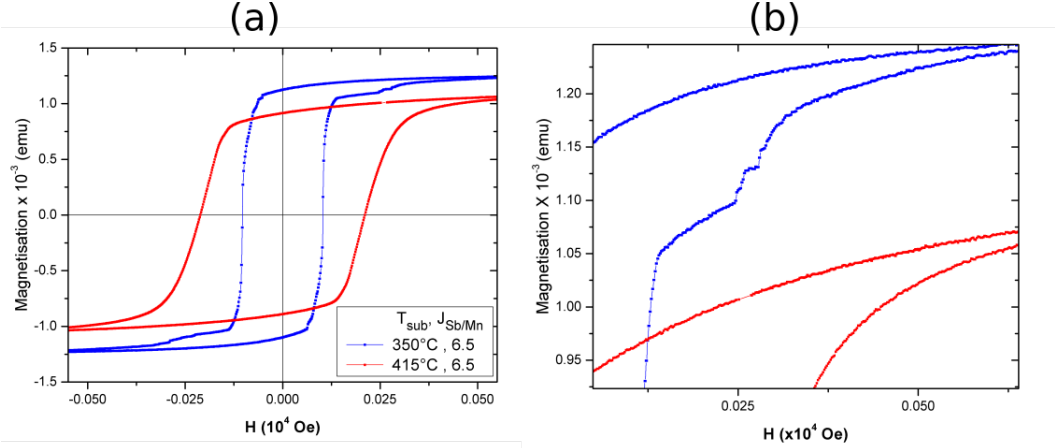 (a)
(b)
1.5
1.0
0.5
0.0
-0.5
-1.0
-1.5
Magnetisation x 10⁻³ (emu)
T_sub, J_Sb/Mn
350°C , 6.5
415°C , 6.5
-0.050
-0.025
0.000
0.025
0.050
H (10⁴ Oe)
1.20
1.15
1.10
1.05
1.00
0.95
Magnetisation X 10⁻³ (emu)
0.025
0.050
H (x10⁴ Oe)